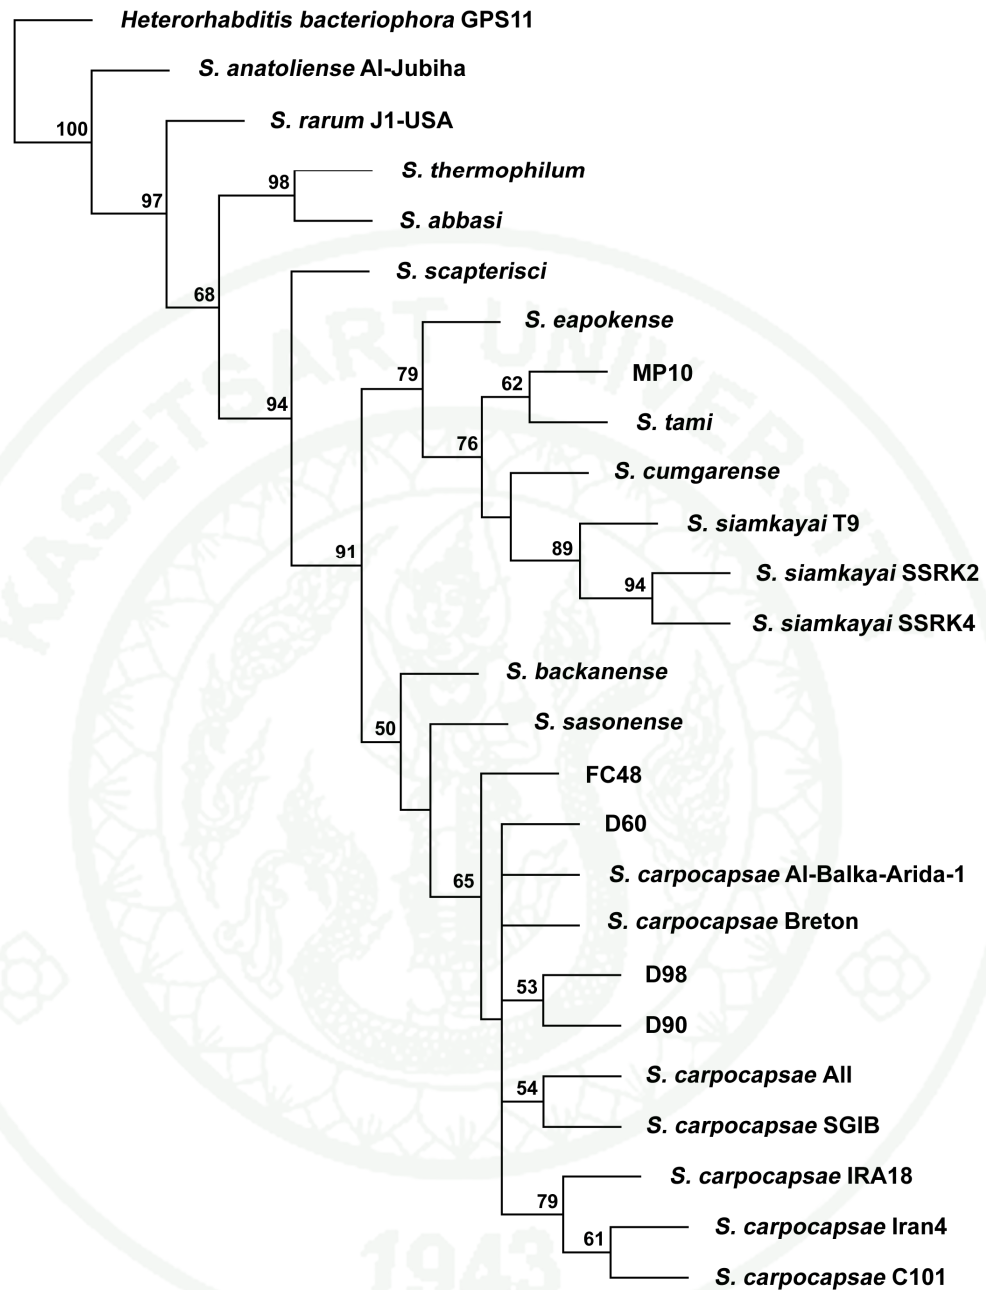 Heterorhabditis bacteriophora GPS11
S. anatoliense Al-Jubiha
100
S. rarum J1-USA
97
S. thermophilum
98
S. abbasi
S. scapterisci
68
S. eapokense
79
MP10
62
S. tami
94
76
S. cumgarense
S. siamkayai T9
91
89
S. siamkayai SSRK2
94
S. siamkayai SSRK4
S. backanense
50
S. sasonense
FC48
D60
65
S. carpocapsae Al-Balka-Arida-1
S. carpocapsae Breton
D98
53
D90
S. carpocapsae All
54
S. carpocapsae SGIB
S. carpocapsae IRA18
79
S. carpocapsae Iran4
61
S. carpocapsae C101
KASETSART UNIVERSITY
1943